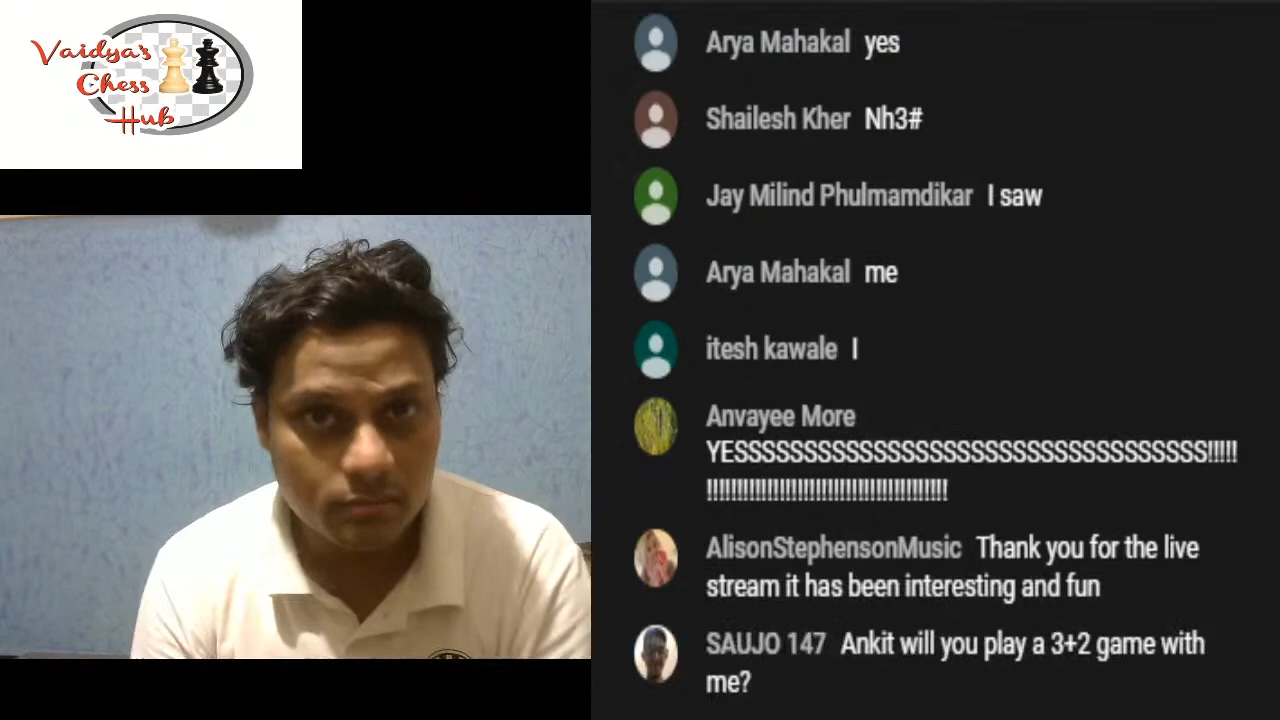 Vaidya's
Chess
Hub
Arya Mahakal yes
Shailesh Kher Nh3#
Jay Milind Phulmamdikar I saw
Arya Mahakal me
itesh kawale I
Anvayee More
YESSSSSSSSSSSSSSSSSSSSSSSSSSSSSSSSSS!!!!!
!!!!!!!!!!!!!!!!!!!!!!!!!!!!!!!!!!!!!!!!
AlisonStephensonMusic Thank you for the live
stream it has been interesting and fun
SAUJO 147 Ankit will you play a 3+2 game with
me?